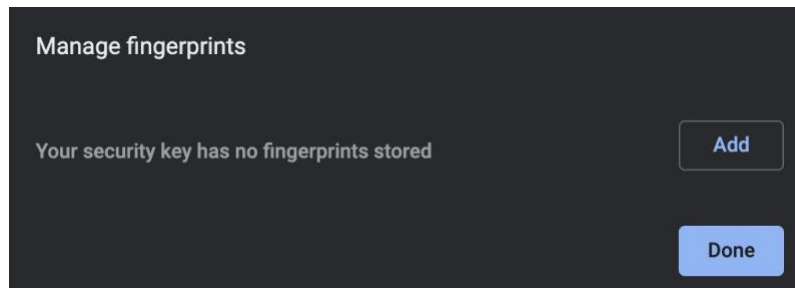 Manage fingerprints
Your security key has no fingerprints stored
Add
Done